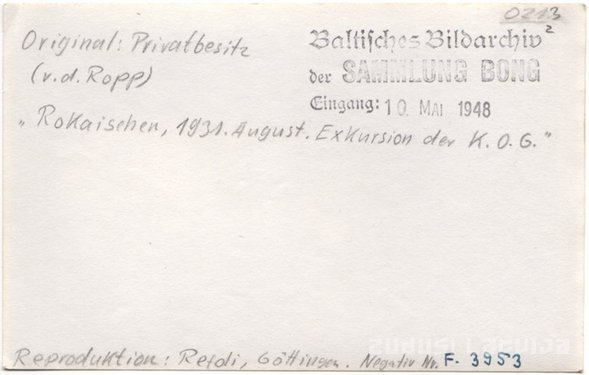 0213
2
Original: Privatbesitz
(v.d. Ropp)
Baltisches Bildarchiv
der SAMMLUNG BONG
Eingang: 10. MAI 1948
„Rokaischen, 1931. August. Exkursion der K.O.G."
Reproduktion: Göttingen. Negativ Nr. F. 3953